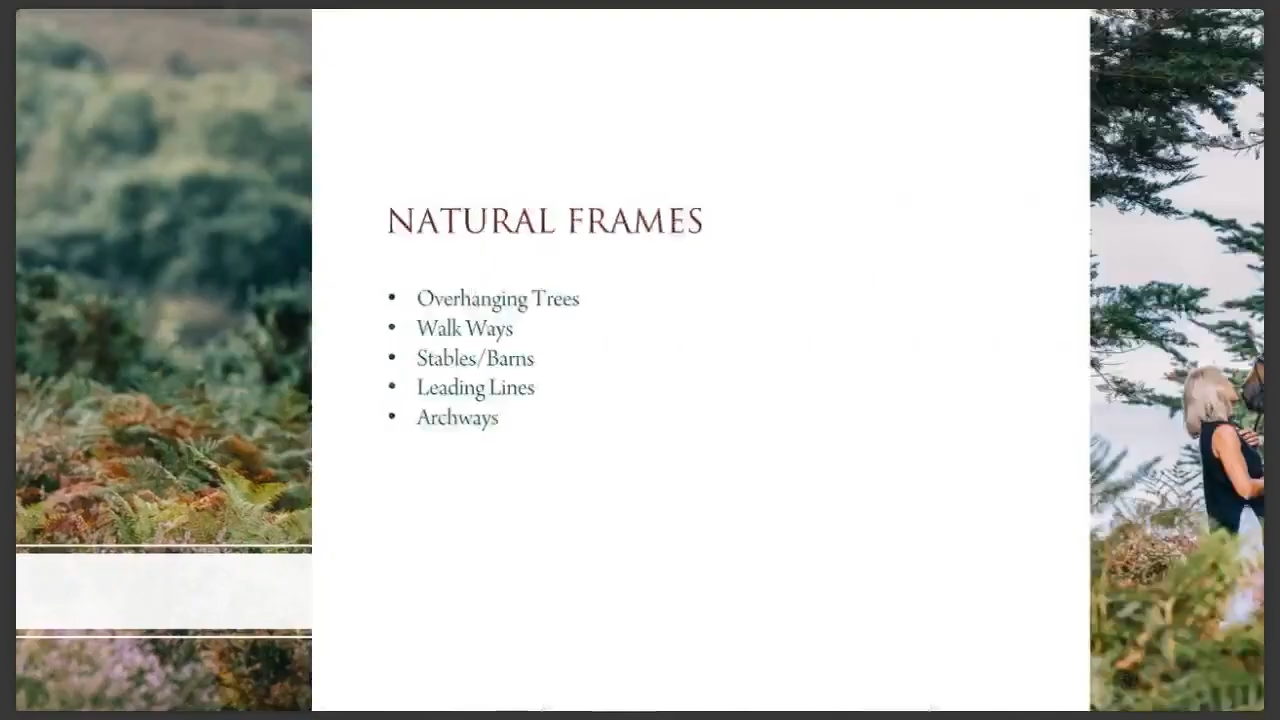 NATURAL FRAMES
• Overhanging Trees
• Walk Ways
• Stables/Barns
• Leading Lines
• Archways